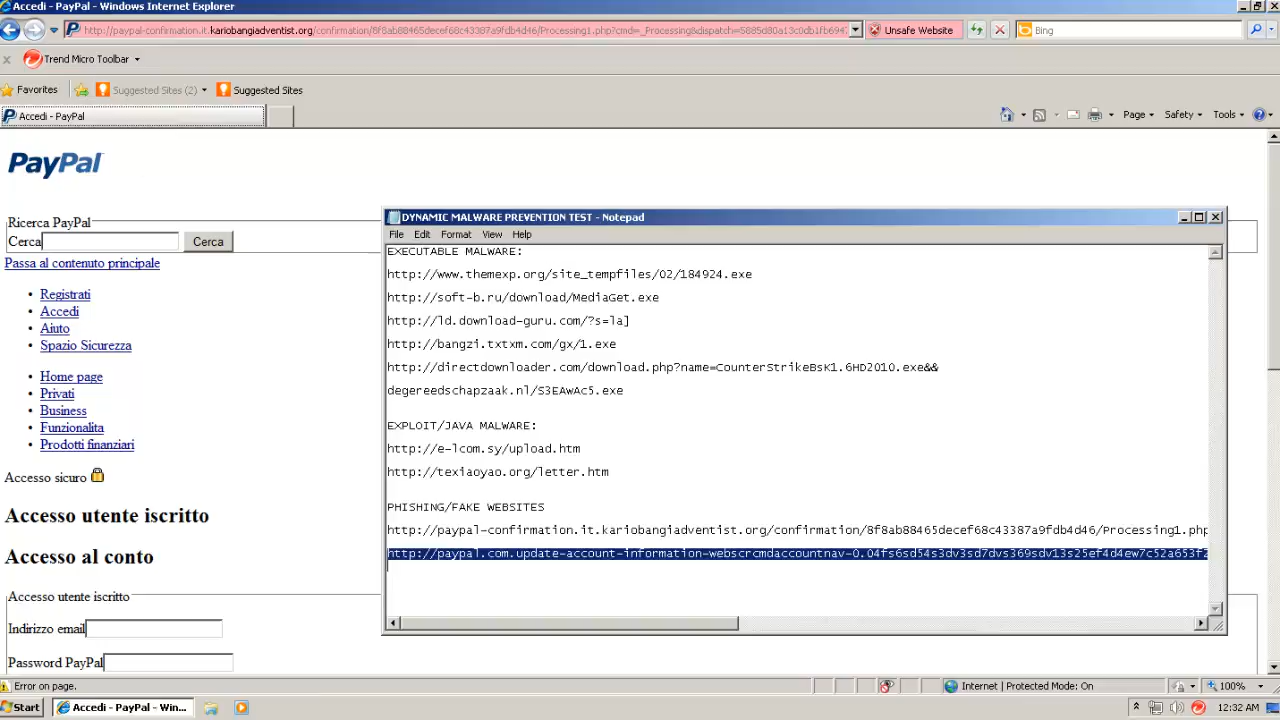 Accedi - PayPal - Windows Internet Explorer
http://paypal-confirmation.it.kariobangiadventist.org/confirmation/8f8ab88465decef68c43387a9fdb4d46/Processing1.php?cmd=_Processing&dispatch=5885d80a13c0db1fb6947
Unsafe Website
Bing
Trend Micro Toolbar
Favorites
Suggested Sites (2)
Suggested Sites
Accedi - PayPal
Page
Safety
Tools
PayPal
Ricerca PayPal
Cerca
Cerca
Passa al contenuto principale
Registrati
Accedi
Aiuto
Spazio Sicurezza
Home page
Privati
Business
Funzionalita
Prodotti finanziari
Accesso sicuro
Accesso utente iscritto
Accesso al conto
Accesso utente iscritto
Indirizzo email
Password PayPal
DYNAMIC MALWARE PREVENTION TEST - Notepad
File Edit Format View Help
EXECUTABLE MALWARE:
http://www.themexp.org/site_tempfiles/02/184924.exe
http://soft-b.ru/download/MediaGet.exe
http://ld.download-guru.com/?s=la]
http://bangzi.txtxm.com/gx/1.exe
http://directdownloader.com/download.php?name=CounterStrikeBsK1.6HD2010.exe&&
degereedschapzaak.nl/S3EAwAc5.exe
EXPLOIT/JAVA MALWARE:
http://e-lcom.sy/upload.htm
http://texiaoyao.org/letter.htm
PHISHING/FAKE WEBSITES
http://paypal-confirmation.it.kariobangiadventist.org/confirmation/8f8ab88465decef68c43387a9fdb4d46/Processing1.php
http://paypal.com.update-account-information-webscrcmdaccountnav-0.04fs6sd54s3dv3sd7dvs369sdv13s25ef4d4ew7c52a653f2
Error on page.
Internet | Protected Mode: On
100%
Start
Accedi - PayPal - Win...
12:32 AM